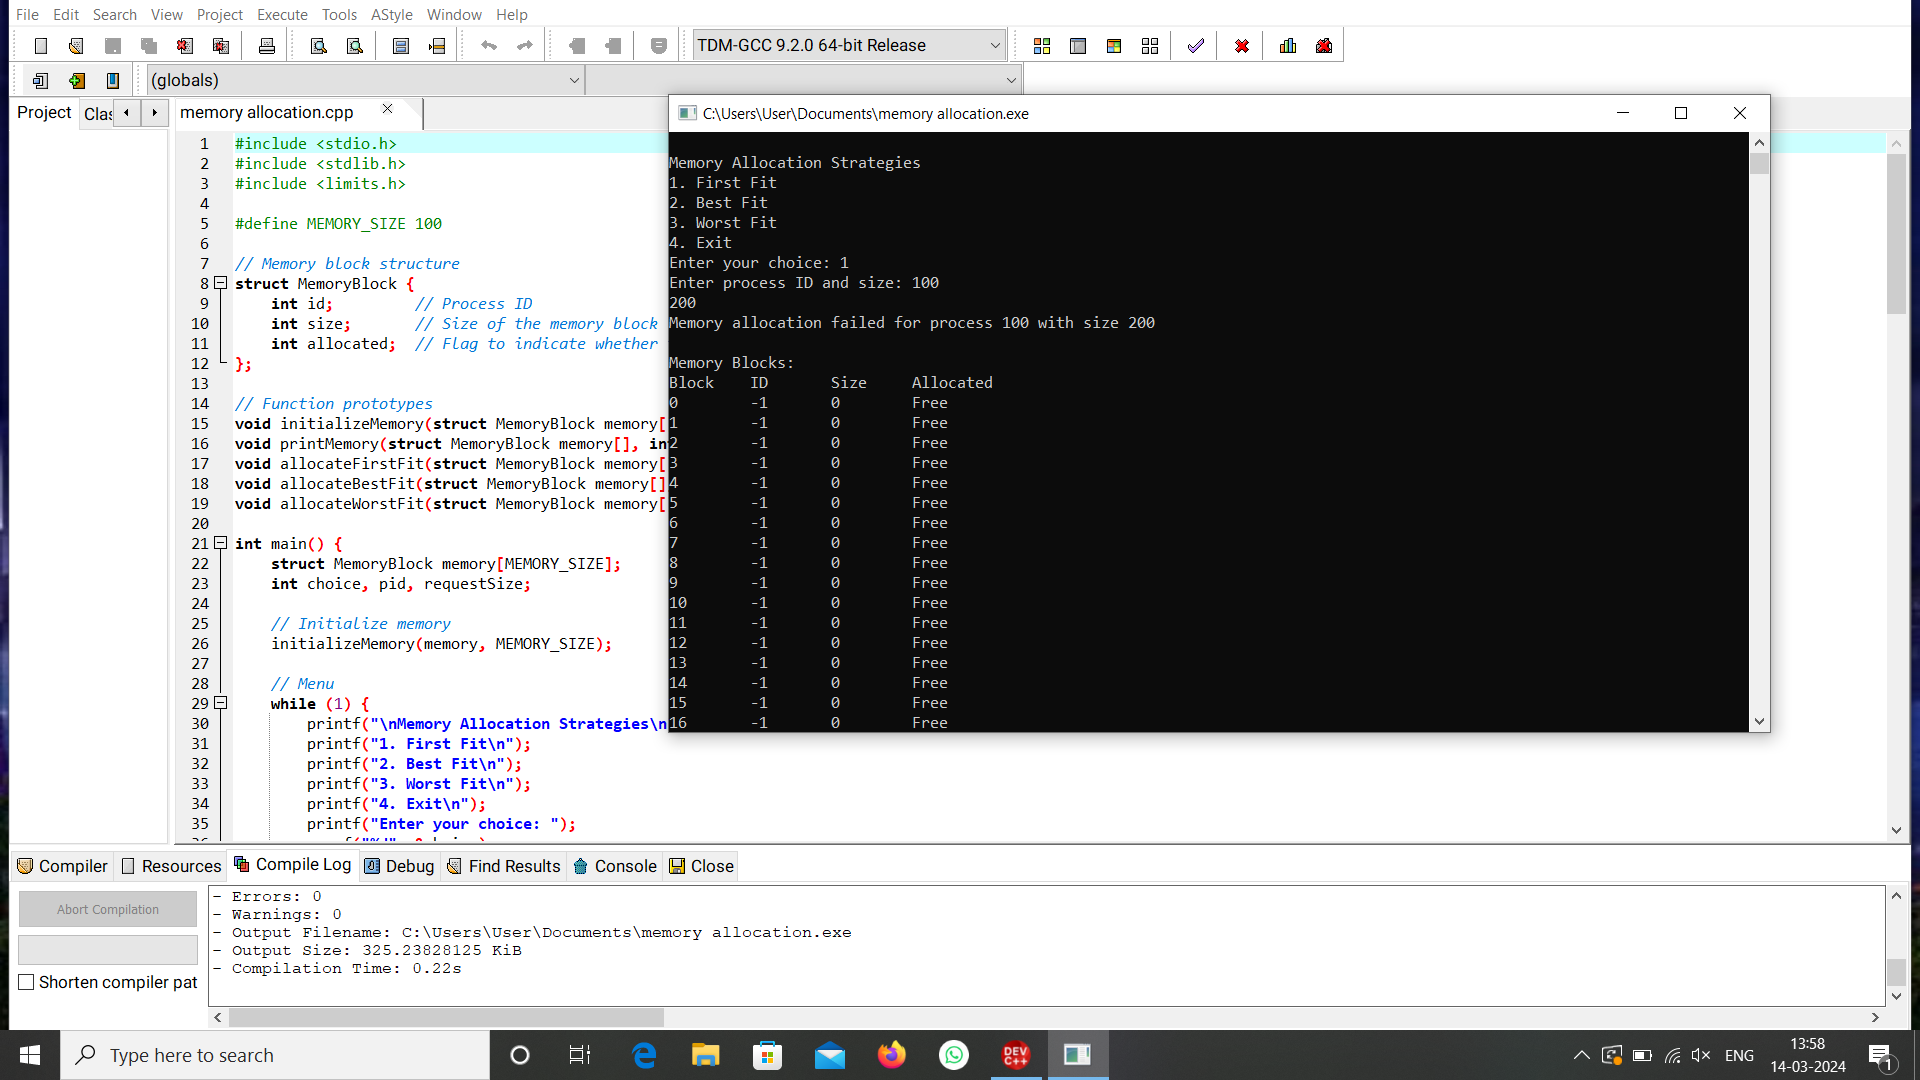 File Edit Search View Project Execute Tools AStyle Window Help
TDM-GCC 9.2.0 64-bit Release
(globals)
Project
Clas
memory allocation.cpp
1 #include <stdio.h>
2 #include <stdlib.h>
3 #include <limits.h>
4
5 #define MEMORY_SIZE 100
6
7 // Memory block structure
8 struct MemoryBlock {
9 int id; // Process ID
10 int size; // Size of the memory block
11 int allocated; // Flag to indicate whether
12 };
13
14 // Function prototypes
15 void initializeMemory(struct MemoryBlock memory[
16 void printMemory(struct MemoryBlock memory[], in
17 void allocateFirstFit(struct MemoryBlock memory[
18 void allocateBestFit(struct MemoryBlock memory[]
19 void allocateWorstFit(struct MemoryBlock memory[
20
21 int main() {
22 struct MemoryBlock memory[MEMORY_SIZE];
23 int choice, pid, requestSize;
24
25 // Initialize memory
26 initializeMemory(memory, MEMORY_SIZE);
27
28 // Menu
29 while (1) {
30 printf("\nMemory Allocation Strategies\n
31 printf("1. First Fit\n");
32 printf("2. Best Fit\n");
33 printf("3. Worst Fit\n");
34 printf("4. Exit\n");
35 printf("Enter your choice: ");
C:\Users\User\Documents\memory allocation.exe
Memory Allocation Strategies
1. First Fit
2. Best Fit
3. Worst Fit
4. Exit
Enter your choice: 1
Enter process ID and size: 100
200
Memory allocation failed for process 100 with size 200
Memory Blocks:
Block ID Size Allocated
0 -1 0 Free
1 -1 0 Free
2 -1 0 Free
3 -1 0 Free
4 -1 0 Free
5 -1 0 Free
6 -1 0 Free
7 -1 0 Free
8 -1 0 Free
9 -1 0 Free
10 -1 0 Free
11 -1 0 Free
12 -1 0 Free
13 -1 0 Free
14 -1 0 Free
15 -1 0 Free
16 -1 0 Free
Compiler Resources Compile Log Debug Find Results Console Close
Abort Compilation
Shorten compiler pat
- Errors: 0
- Warnings: 0
- Output Filename: C:\Users\User\Documents\memory allocation.exe
- Output Size: 325.23828125 KiB
- Compilation Time: 0.22s
Type here to search
DEV C++
ENG
13:58
14-03-2024
1